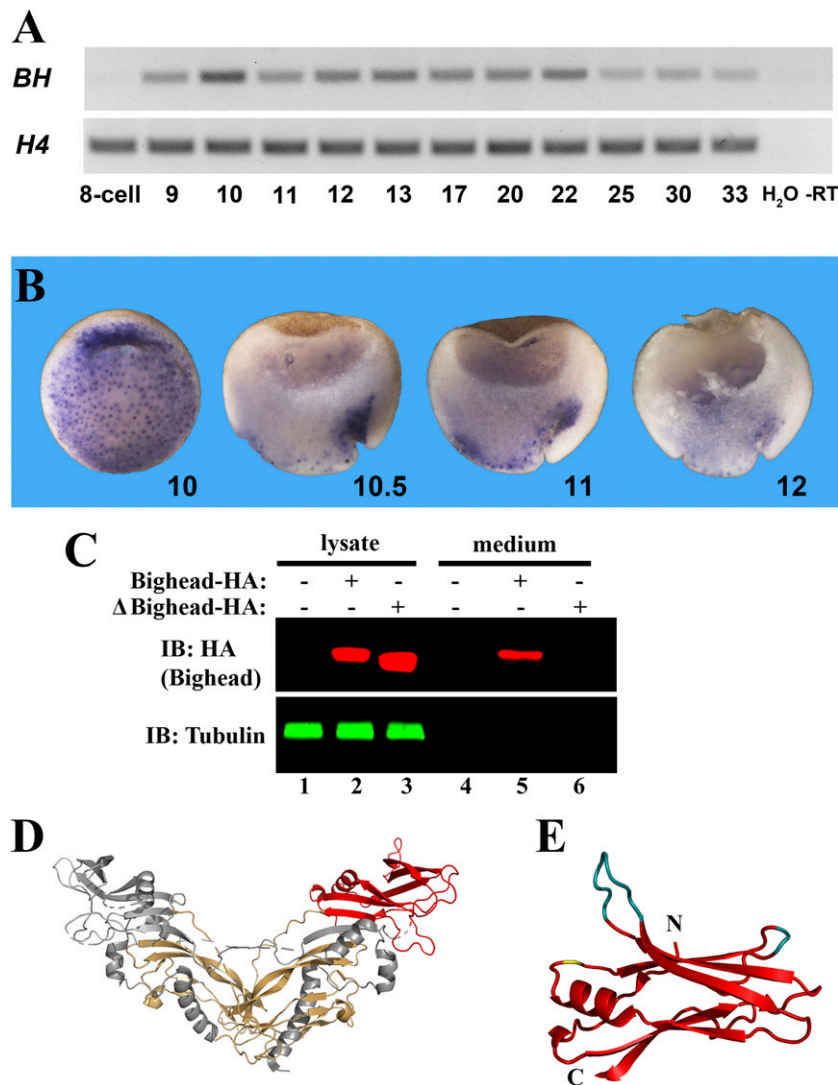 A
BH
H4
8-cell 9 10 11 12 13 17 20 22 25 30 33 H₂O -RT
B
10 10.5 11 12
C
lysate medium
Bighead-HA: - + - - + -
Δ Bighead-HA: - - + - - +
IB: HA
(Bighead)
IB: Tubulin
1 2 3 4 5 6
D E
N
C